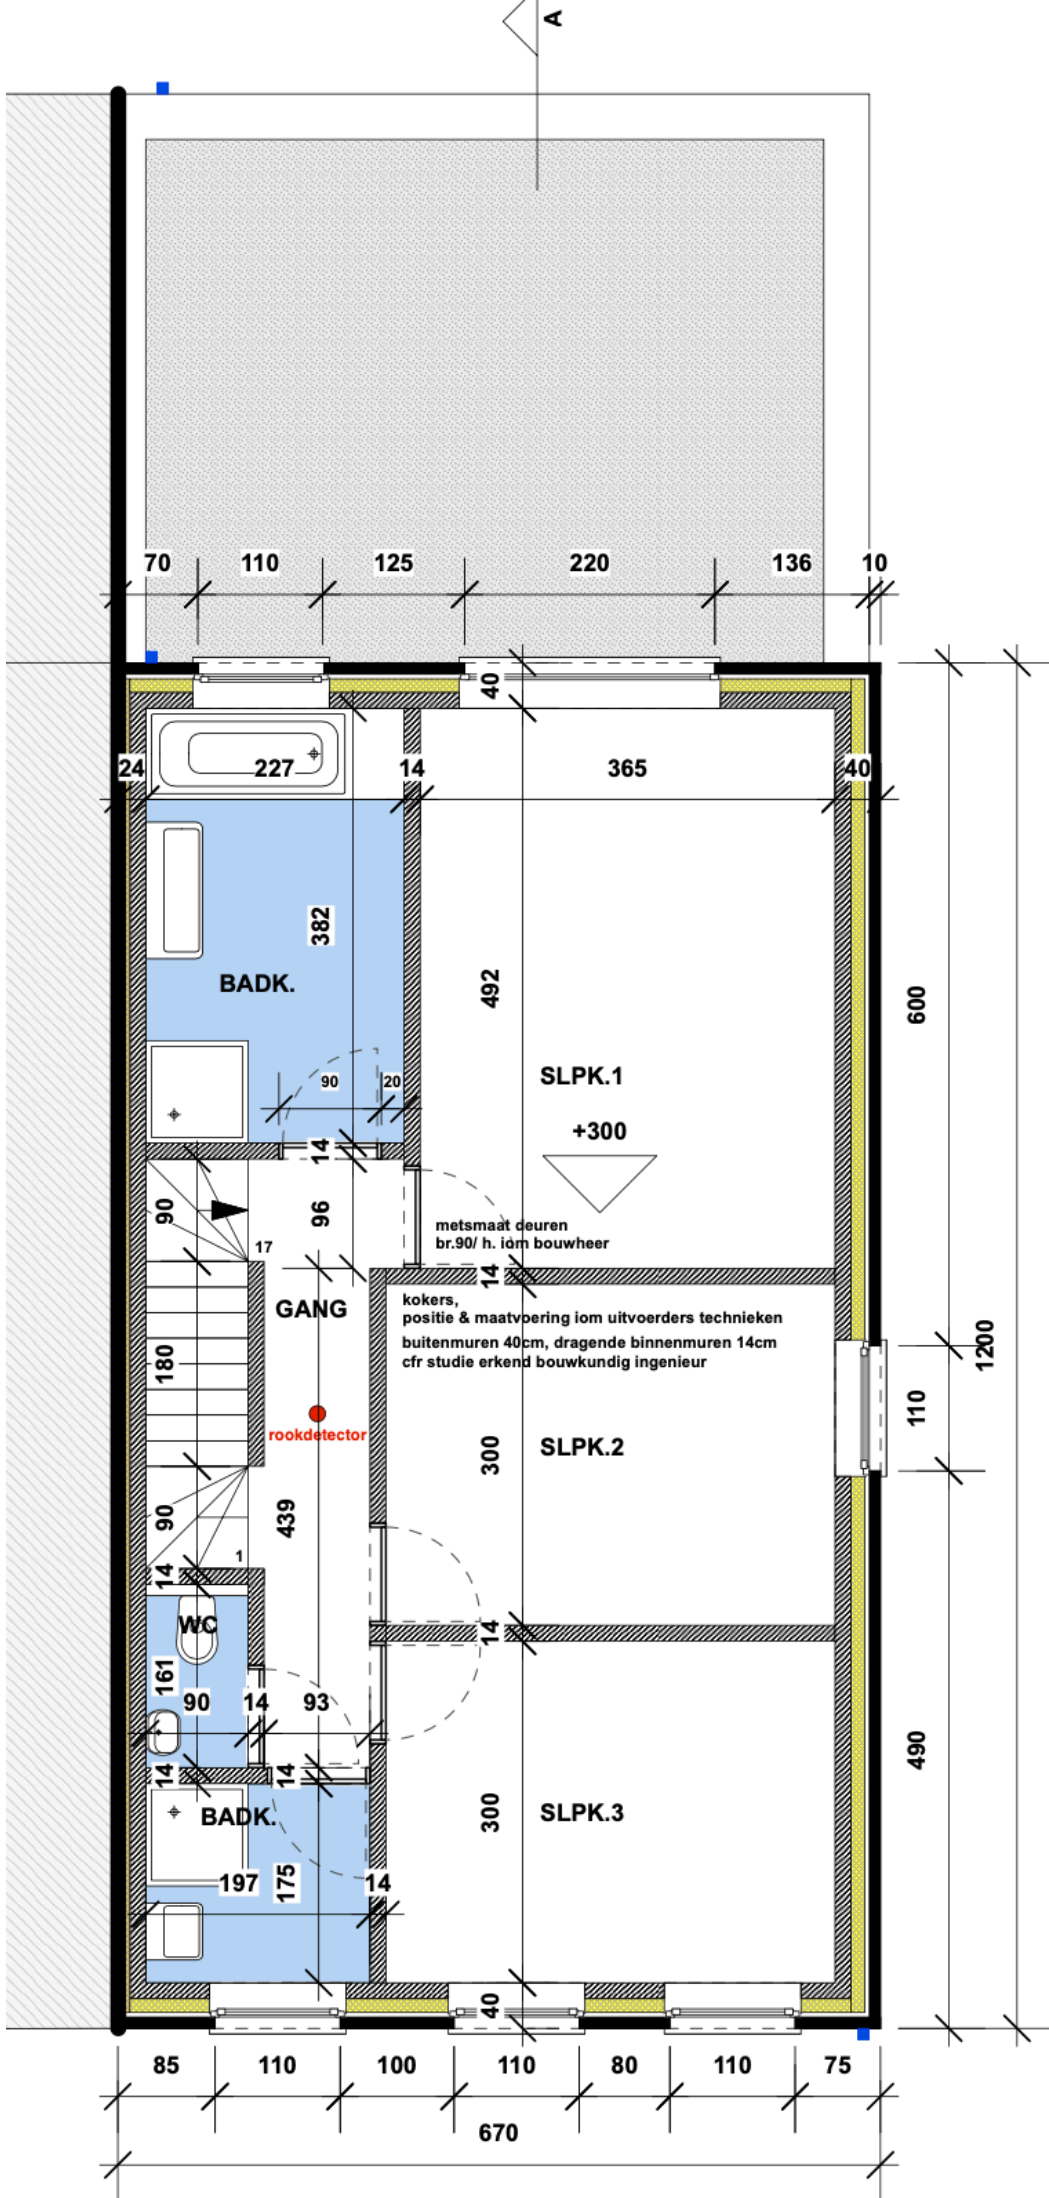 A
70 110 125 220 136 10
40
24 227 14 365 40
382
492
BADK.
600
SLPK.1
90 20
+300
14
90
96
metsmaat deuren
br.90/ h. iom bouwheer
17
14
GANG
kokers,
positie & maatvoering iom uitvoerders technieken
buitenmuren 40cm, dragende binnenmuren 14cm
cfr studie erkend bouwkundig ingenieur
1200
180
110
rookdetector
300
SLPK.2
90
439
1
14
WC
14
161
90 14 93
490
14
14
BADK.
300
SLPK.3
197
175
14
40
85 110 100 110 80 110 75
670